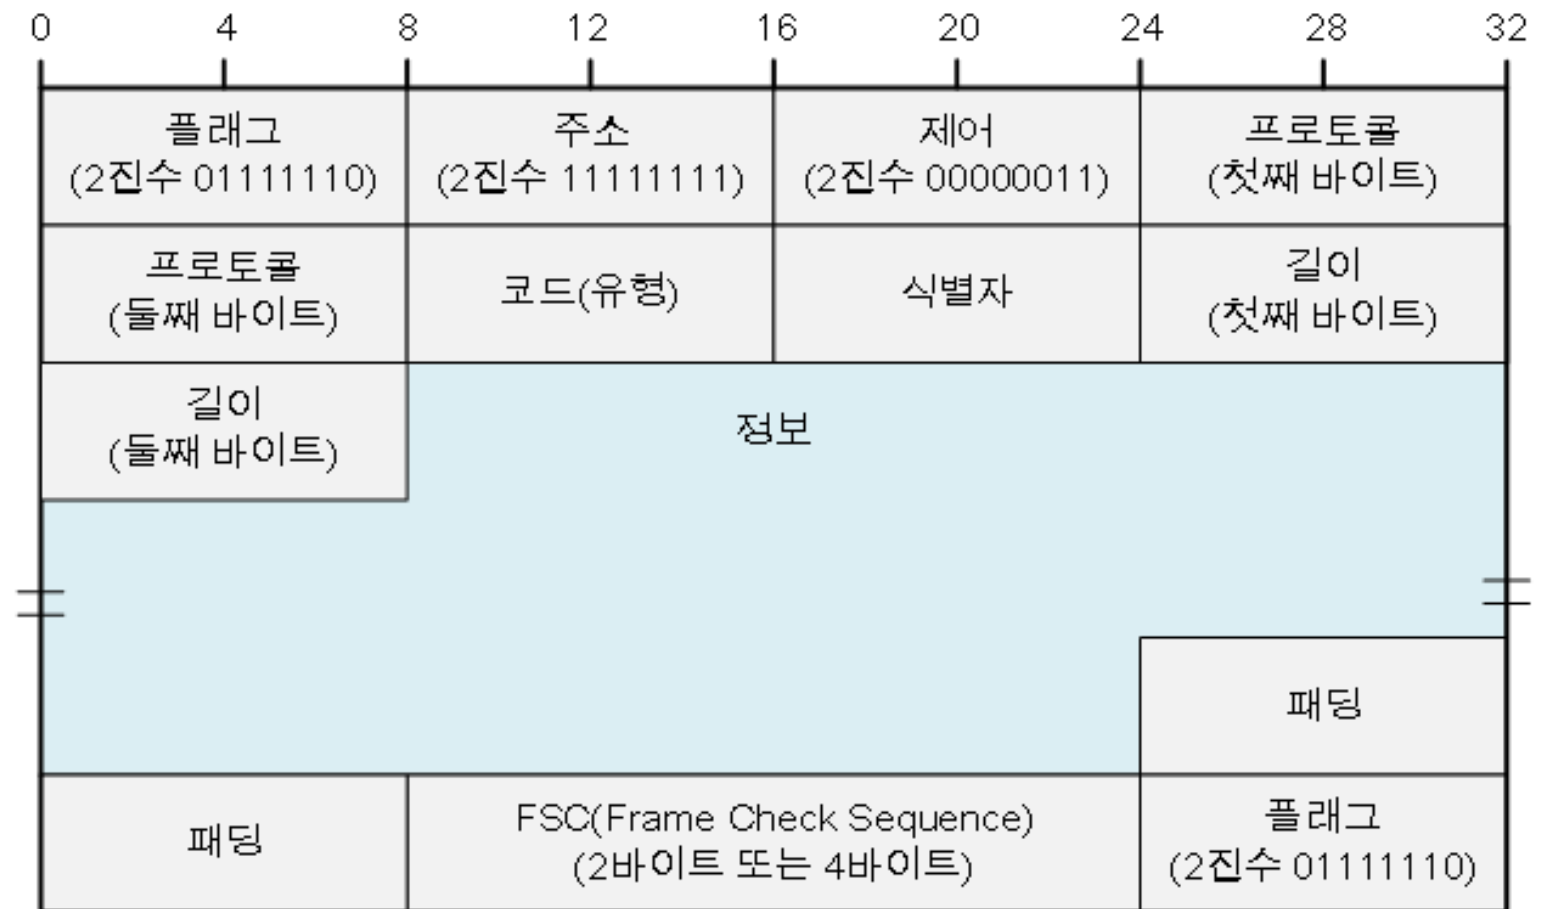 0 4 8 12 16 20 24 28 32
플래그
(2진수 01111110)
주소
(2진수 11111111)
제어
(2진수 00000011)
프로토콜
(첫째 바이트)
프로토콜
(둘째 바이트)
코드(유형)
식별자
길이
(첫째 바이트)
길이
(둘째 바이트)
정보
패딩
패딩
FSC(Frame Check Sequence)
(2바이트 또는 4바이트)
플래그
(2진수 01111110)